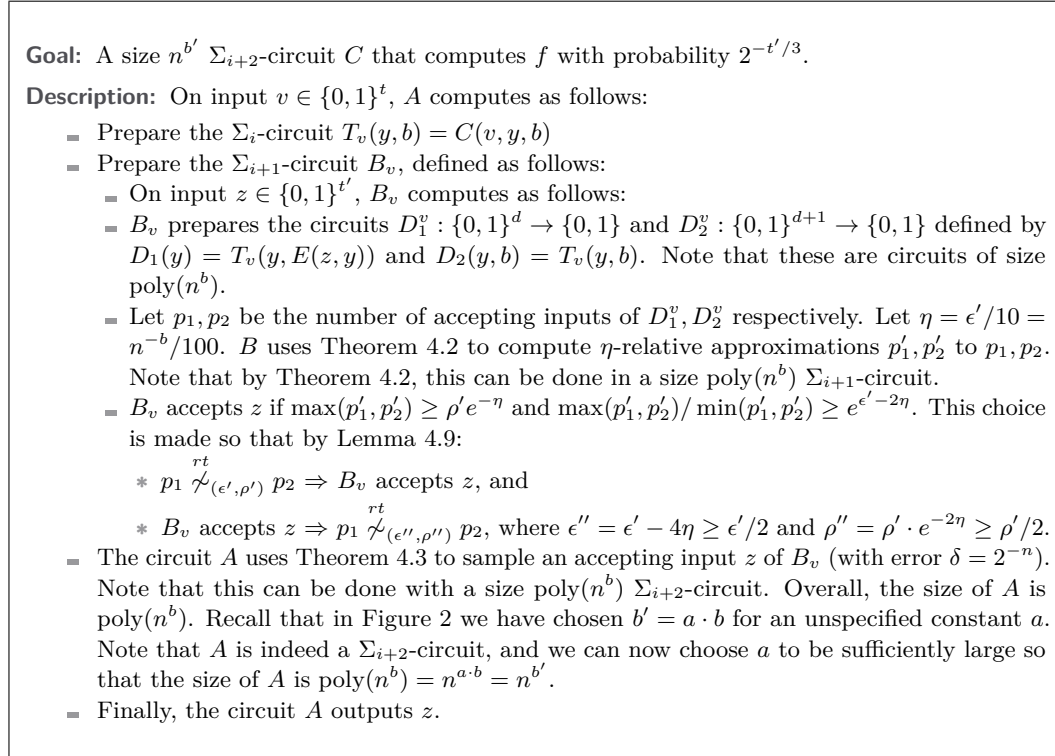 Goal: A size n^{b'} Σ_{i+2}-circuit C that computes f with probability 2^{-t'/3}.
Description: On input v ∈ {0, 1}^t, A computes as follows:
Prepare the Σ_i-circuit T_v(y, b) = C(v, y, b)
Prepare the Σ_{i+1}-circuit B_v, defined as follows:
On input z ∈ {0, 1}^{t'}, B_v computes as follows:
B_v prepares the circuits D_1^v : {0, 1}^d → {0, 1} and D_2^v : {0, 1}^{d+1} → {0, 1} defined by
D_1(y) = T_v(y, E(z, y)) and D_2(y, b) = T_v(y, b). Note that these are circuits of size
poly(n^b).
Let p_1, p_2 be the number of accepting inputs of D_1^v, D_2^v respectively. Let η = ϵ'/10 =
n^{-b}/100. B uses Theorem 4.2 to compute η-relative approximations p'_1, p'_2 to p_1, p_2.
Note that by Theorem 4.2, this can be done in a size poly(n^b) Σ_{i+1}-circuit.
B_v accepts z if max(p'_1, p'_2) ≥ ρ'e^{-η} and max(p'_1, p'_2)/ min(p'_1, p'_2) ≥ e^{ϵ'-2η}. This choice
is made so that by Lemma 4.9:
* p_1 \overset{rt}{≁}_{(ϵ',ρ')} p_2 ⇒ B_v accepts z, and
* B_v accepts z ⇒ p_1 \overset{rt}{≁}_{(ϵ'',ρ'')} p_2, where ϵ'' = ϵ' − 4η ≥ ϵ'/2 and ρ'' = ρ' · e^{-2η} ≥ ρ'/2.
The circuit A uses Theorem 4.3 to sample an accepting input z of B_v (with error δ = 2^{-n}).
Note that this can be done with a size poly(n^b) Σ_{i+2}-circuit. Overall, the size of A is
poly(n^b). Recall that in Figure 2 we have chosen b' = a · b for an unspecified constant a.
Note that A is indeed a Σ_{i+2}-circuit, and we can now choose a to be sufficiently large so
that the size of A is poly(n^b) = n^{a·b} = n^{b'}.
Finally, the circuit A outputs z.